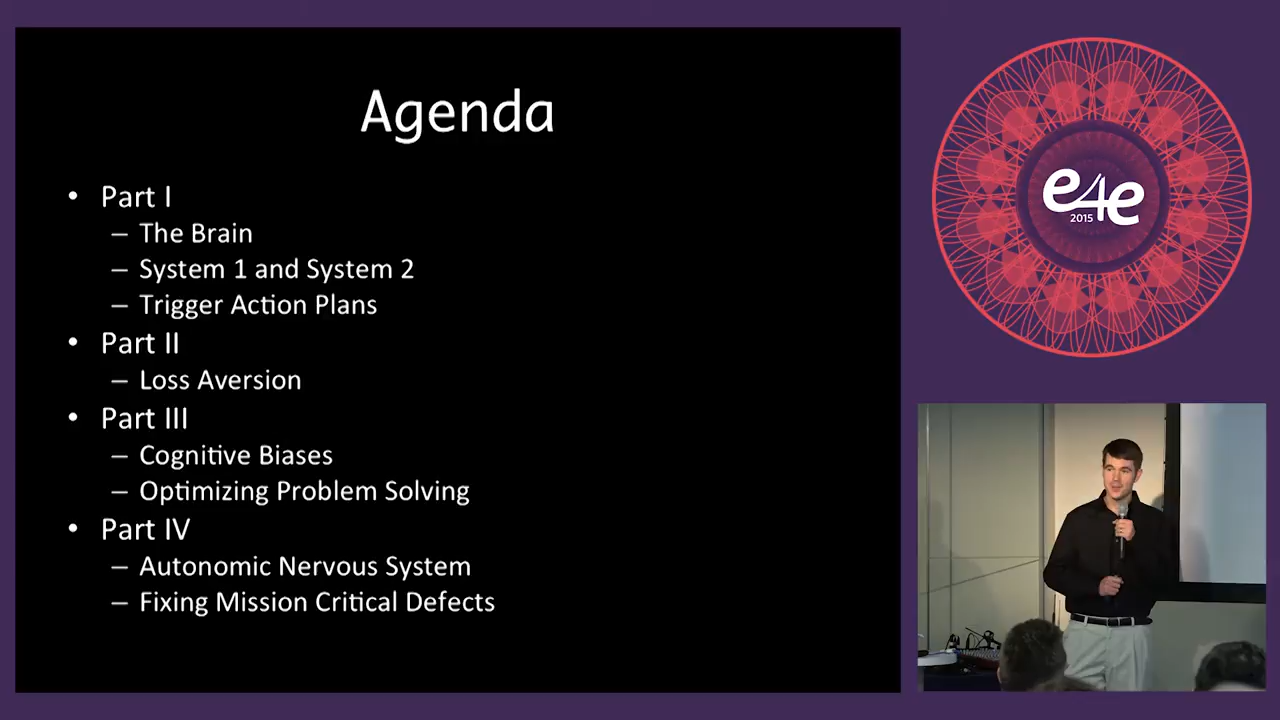 Agenda
• Part I
– The Brain
– System 1 and System 2
– Trigger Action Plans
• Part II
– Loss Aversion
• Part III
– Cognitive Biases
– Optimizing Problem Solving
• Part IV
– Autonomic Nervous System
– Fixing Mission Critical Defects
e4e
2015